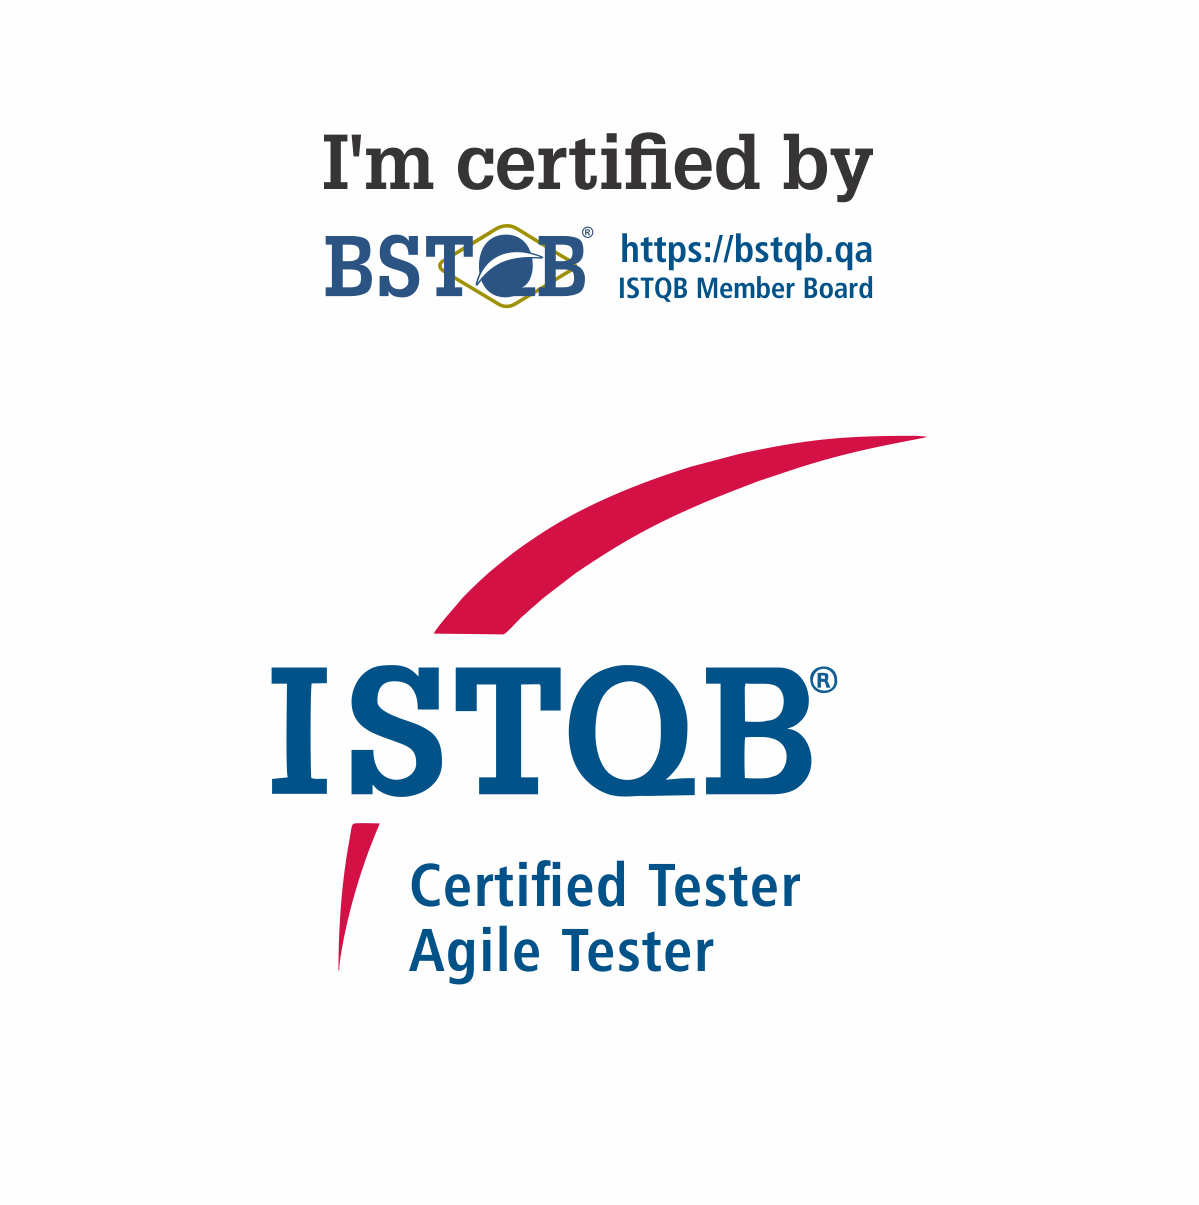 I'm certified by
BSTQB® https://bstqb.qa
ISTQB Member Board
ISTQB®
Certified Tester
Agile Tester